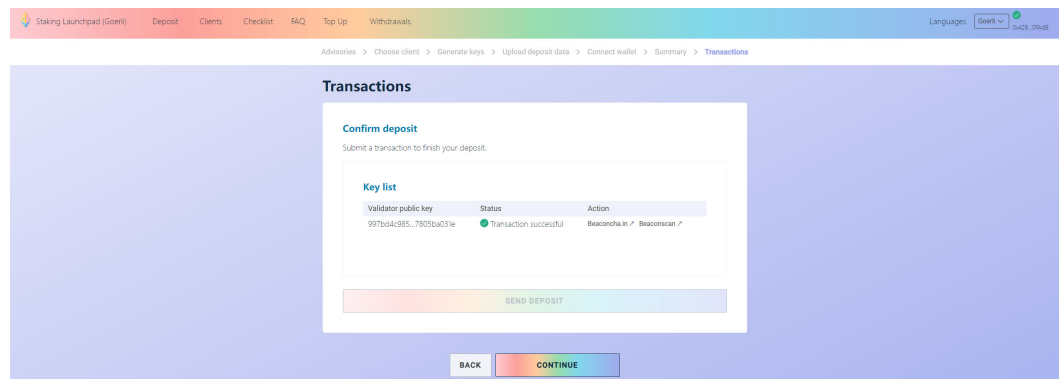 Staking Launchpad (Goerli) Deposit Clients Checklist FAQ Top Up Withdrawals Languages Goerli
0x428...0FAdB
Advisories > Choose client > Generate keys > Upload deposit data > Connect wallet > Summary > Transactions
Transactions
Confirm deposit
Submit a transaction to finish your deposit.
Key list
Validator public key Status Action
997bd4c985...7805ba031e Transaction successful Beaconcha.in ↗ Beaconscan ↗
SEND DEPOSIT
BACK CONTINUE